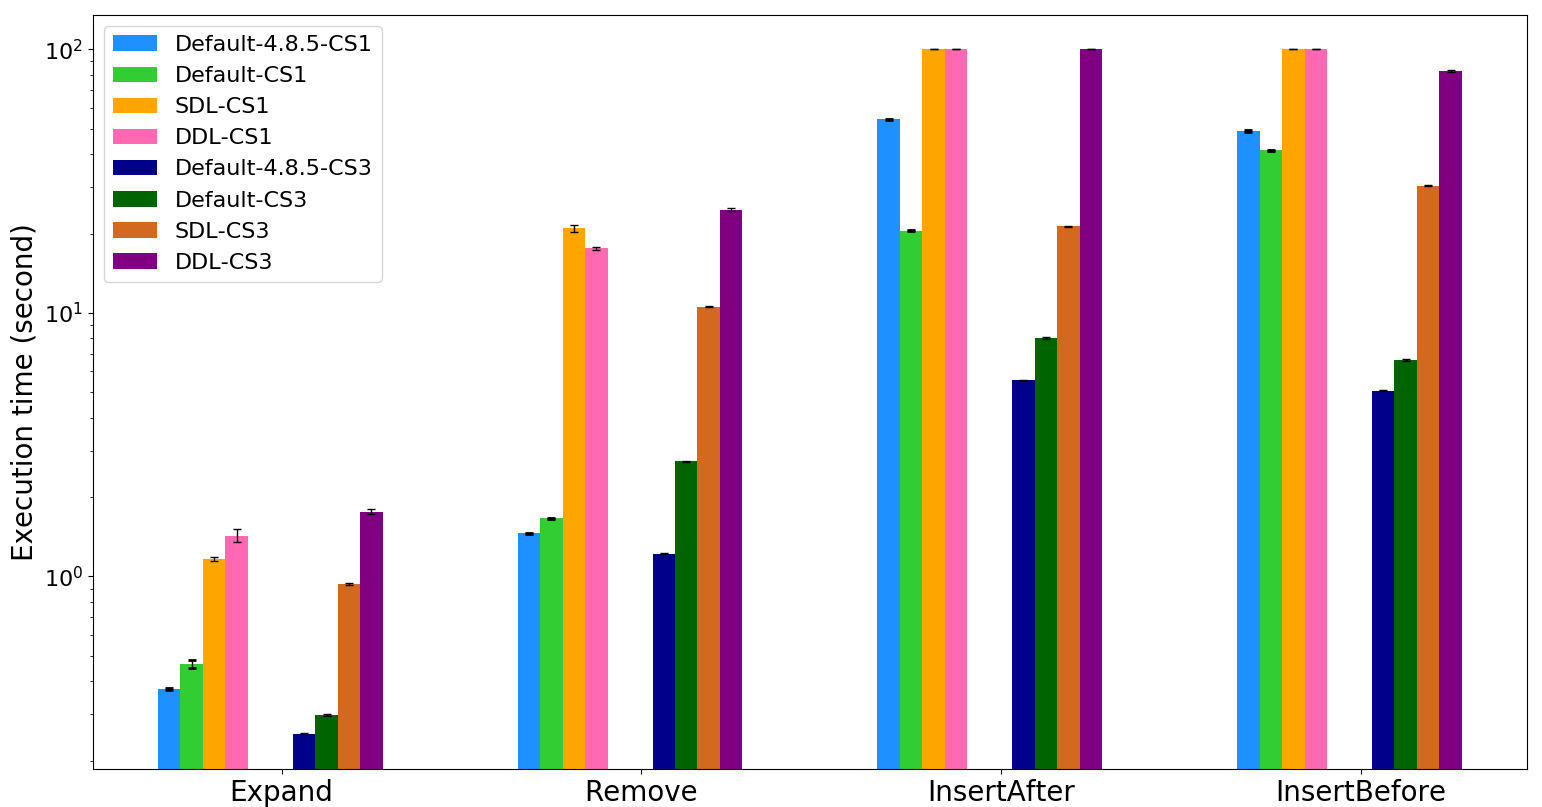 Default-4.8.5-CS1
Default-CS1
SDL-CS1
DDL-CS1
Default-4.8.5-CS3
Default-CS3
SDL-CS3
DDL-CS3
Execution time (second)
10²
10¹
10⁰
Expand Remove InsertAfter InsertBefore